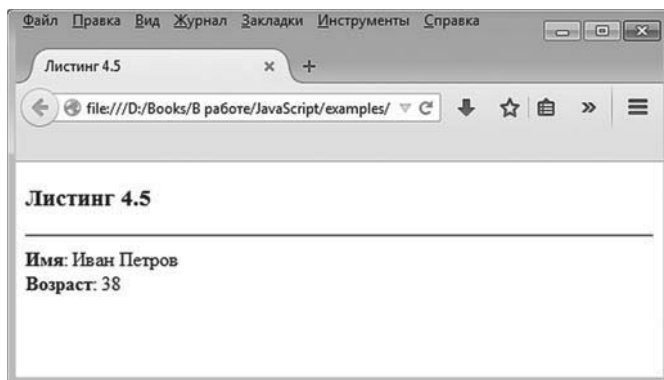 Файл Правка Вид Журнал Закладки Инструменты Справка
Листинг 4.5
file:///D:/Books/В работе/JavaScript/examples/
Листинг 4.5
Имя: Иван Петров
Возраст: 38